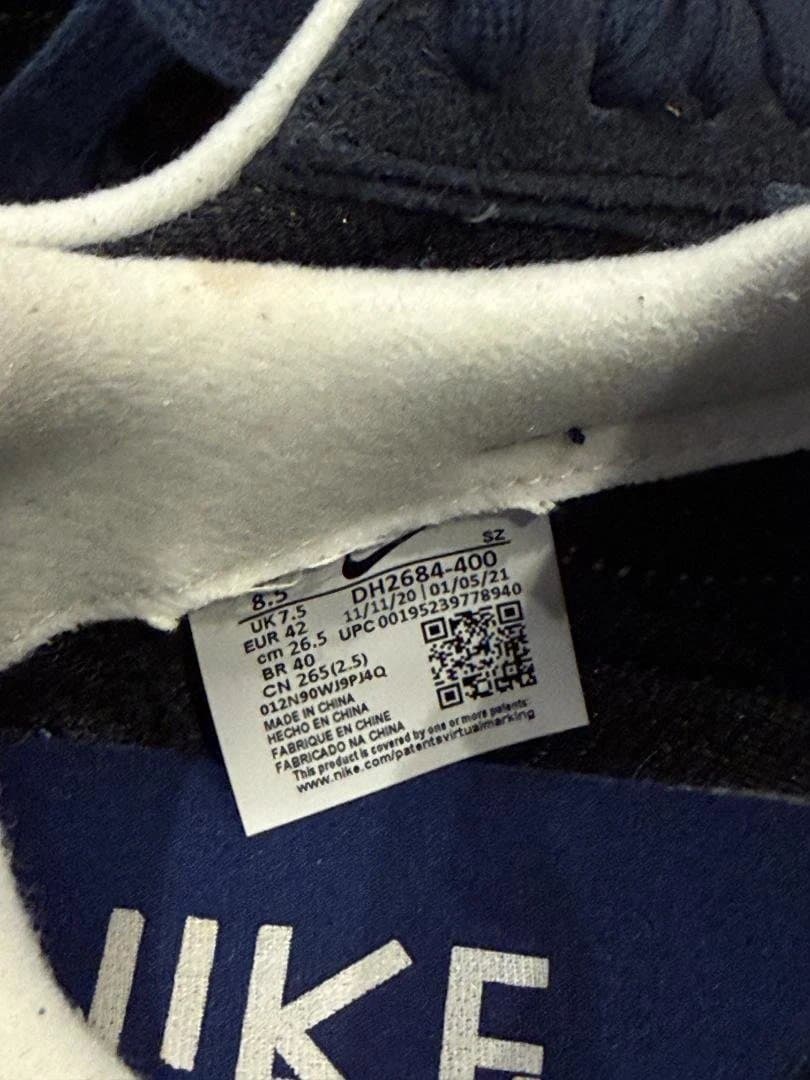 SZ
8.5 DH2684-400
UK 7.5 11/11/20 | 01/05/21
EUR 42 UPC 00195239778940
cm 26.5
BR 40
CN 265(2.5)
012N90WJ9PJ4Q
MADE IN CHINA
HECHO EN CHINA
FABRIQUE EN CHINE
FABRICADO NA CHINA
This product is covered by one or more patents:
www.nike.com/patentsvirtualmarking
NIKE